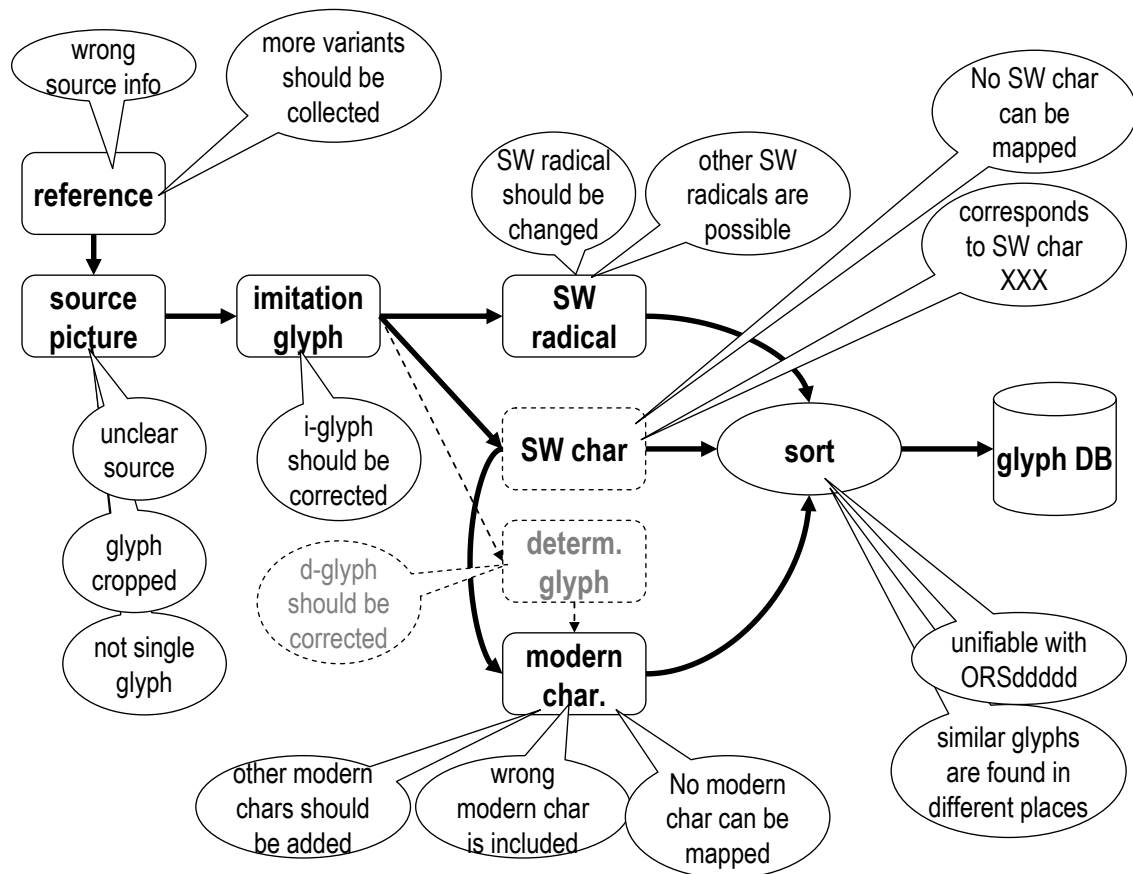 wrong
source info
more variants
should be
collected
No SW char
can be
mapped
reference
SW radical
should be
changed
other SW
radicals are
possible
corresponds
to SW char
XXX
source
picture
imitation
glyph
SW
radical
unclear
source
i-glyph
should be
corrected
SW char
sort
glyph DB
glyph
cropped
d-glyph
should be
corrected
determ.
glyph
not single
glyph
modern
char.
unifiable with
ORSddddd
other modern
chars should
be added
wrong
modern char
is included
No modern
char can be
mapped
similar glyphs
are found in
different places